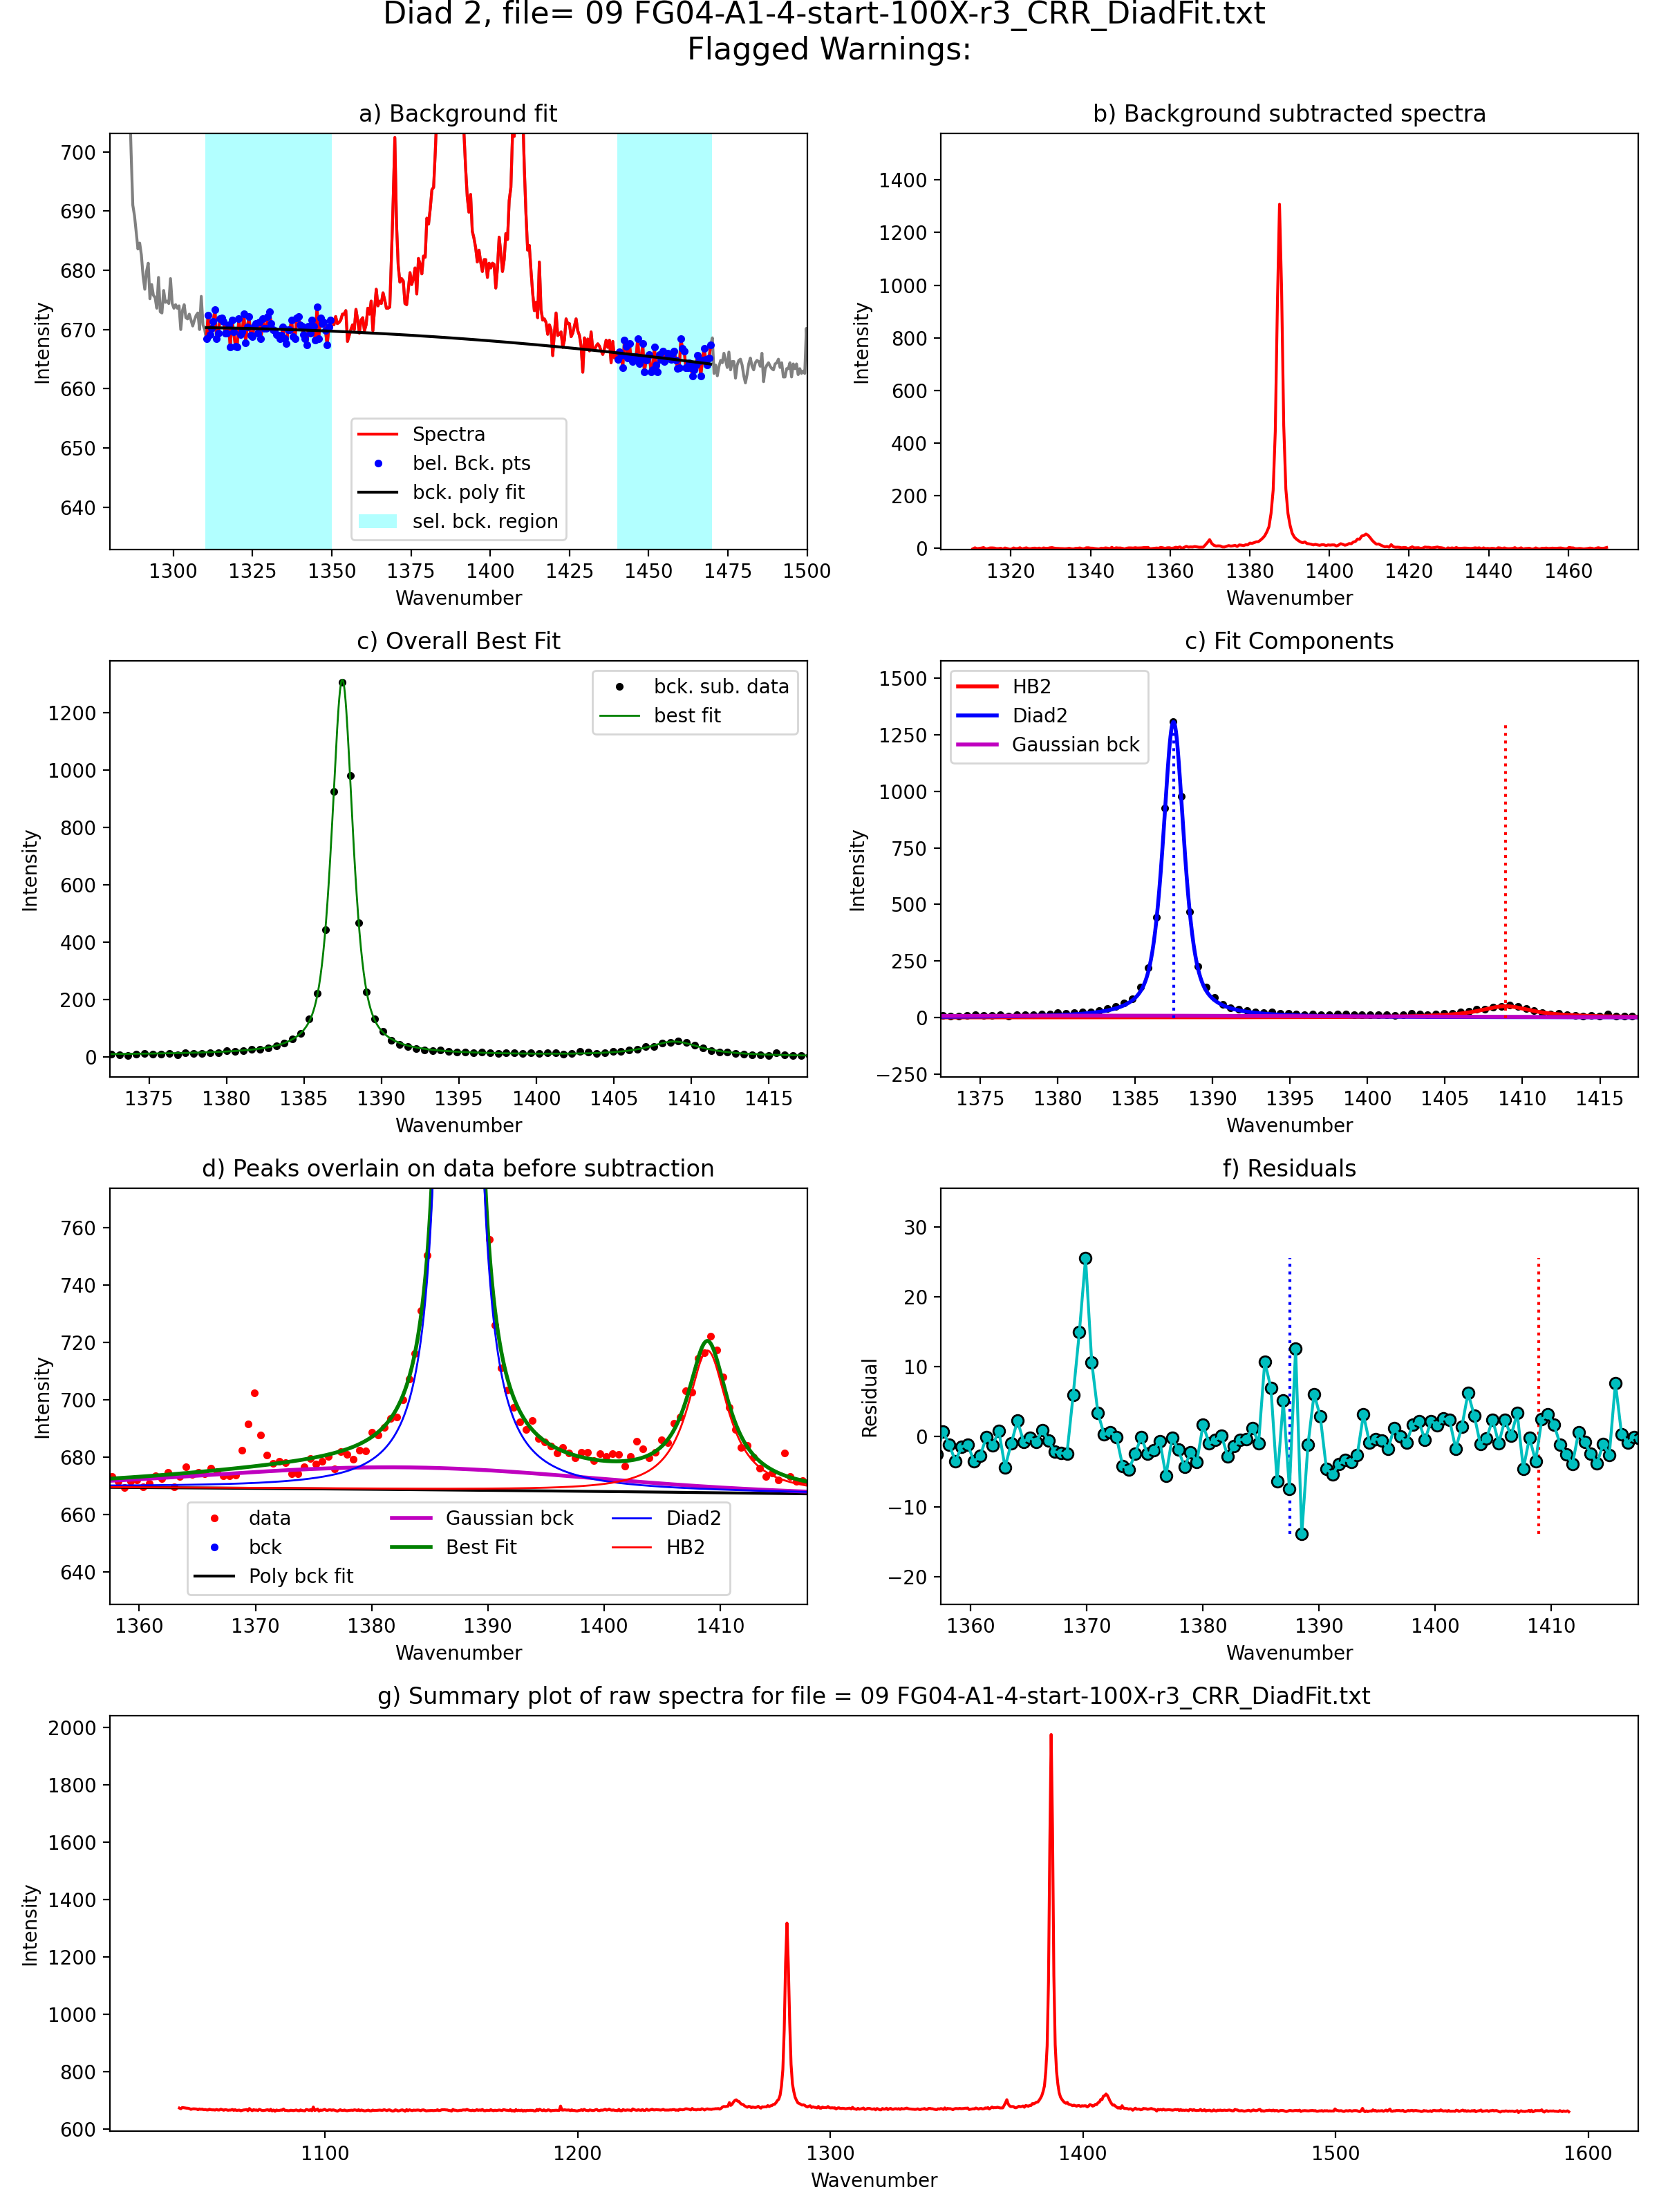 Diad 2, file= 09 FG04-A1-4-start-100X-r3_CRR_DiadFit.txt
Flagged Warnings:
a) Background fit
700
690
680
670
660
650
640
Intensity
Spectra
bel. Bck. pts
bck. poly fit
sel. bck. region
1300 1325 1350 1375 1400 1425 1450 1475 1500
Wavenumber
b) Background subtracted spectra
1400
1200
1000
800
600
400
200
0
Intensity
1320 1340 1360 1380 1400 1420 1440 1460
Wavenumber
c) Overall Best Fit
1200
1000
800
600
400
200
0
Intensity
bck. sub. data
best fit
1375 1380 1385 1390 1395 1400 1405 1410 1415
Wavenumber
c) Fit Components
1500
1250
1000
750
500
250
0
−250
Intensity
HB2
Diad2
Gaussian bck
1375 1380 1385 1390 1395 1400 1405 1410 1415
Wavenumber
d) Peaks overlain on data before subtraction
760
740
720
700
680
660
640
Intensity
data
bck
Poly bck fit
Gaussian bck
Best Fit
Diad2
HB2
1360 1370 1380 1390 1400 1410
Wavenumber
f) Residuals
30
20
10
0
−10
−20
Residual
1360 1370 1380 1390 1400 1410
Wavenumber
g) Summary plot of raw spectra for file = 09 FG04-A1-4-start-100X-r3_CRR_DiadFit.txt
2000
1800
1600
1400
1200
1000
800
600
Intensity
1100 1200 1300 1400 1500 1600
Wavenumber